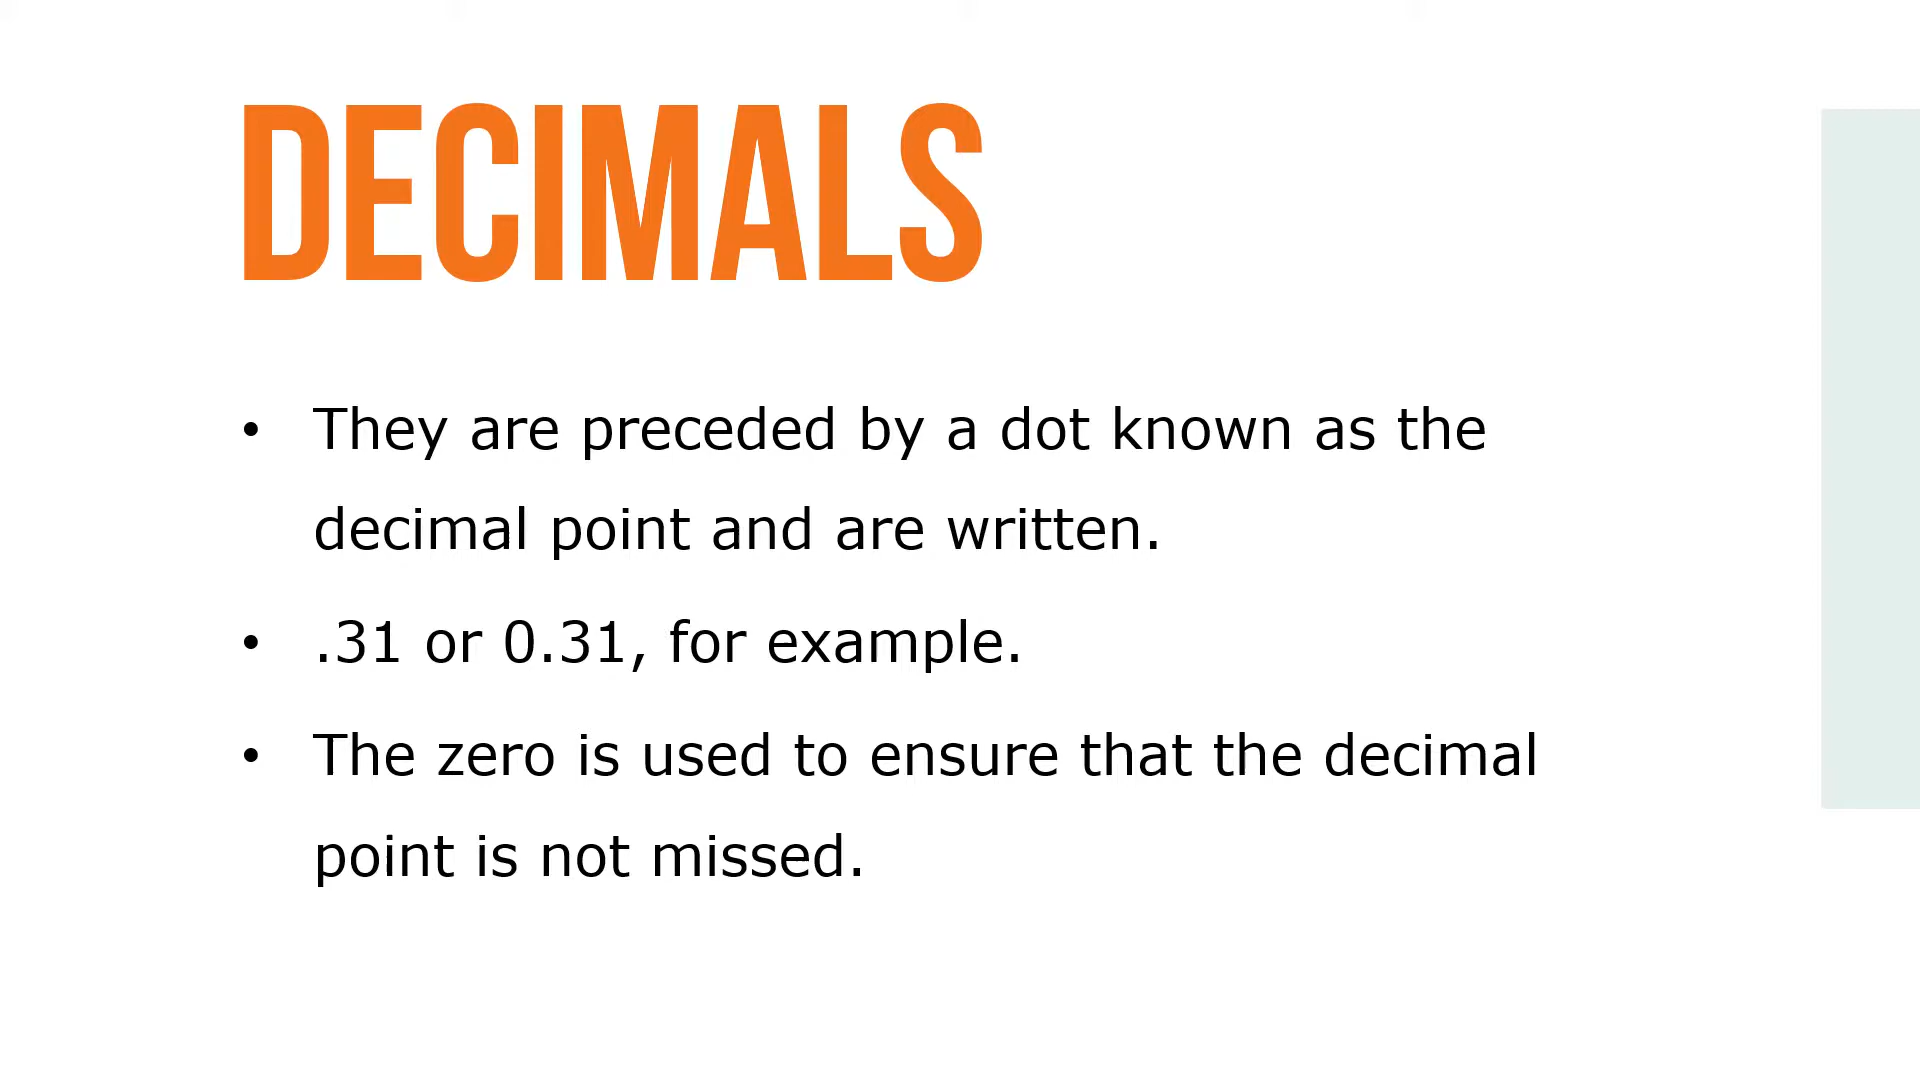 DECIMALS
• They are preceded by a dot known as the
decimal point and are written.
• .31 or 0.31, for example.
• The zero is used to ensure that the decimal
point is not missed.